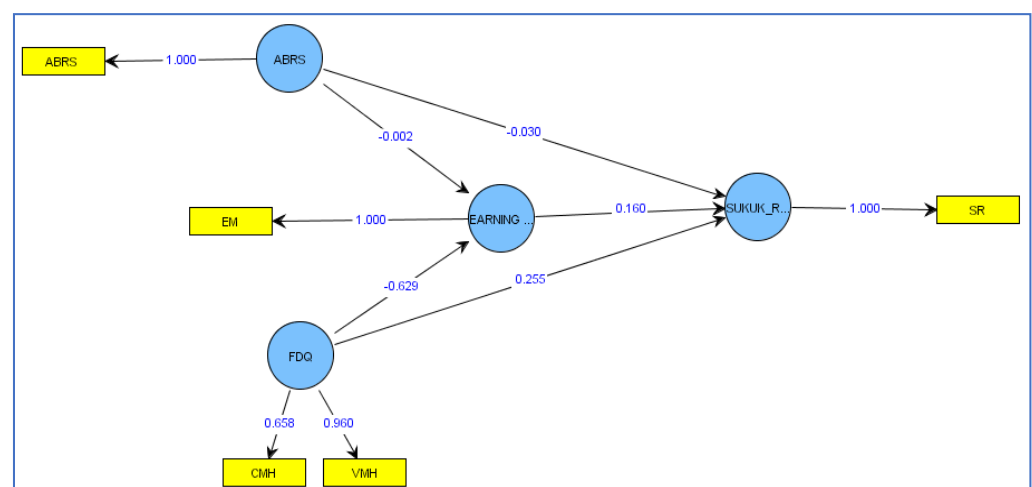 ABRS
1.000
ABRS
-0.002
-0.030
EM
1.000
EARNING ...
0.160
SUKUK_R...
1.000
SR
-0.629
0.255
FDQ
0.658
0.960
CMH
VMH